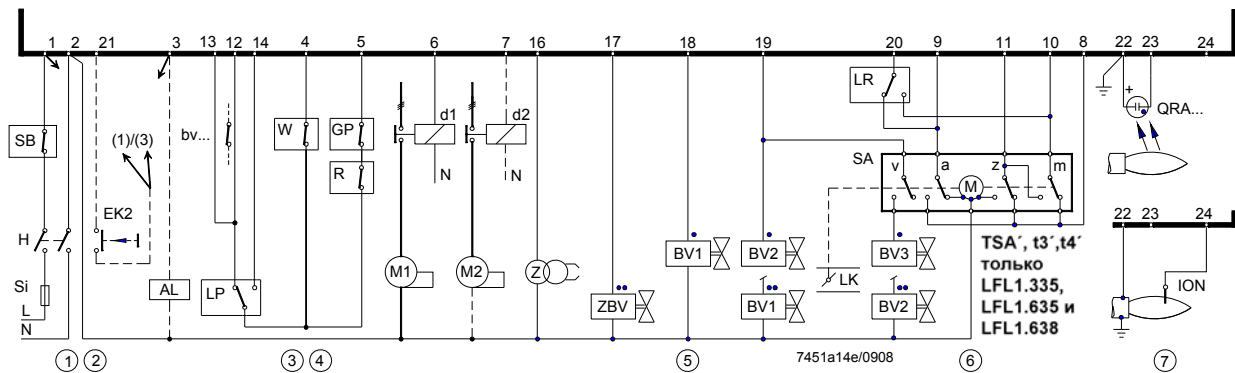 1 2 21 3 13 12 14 4 5 6 7 16 17 18 19 20 9 11 10 8 22 23 24
LR
+
QRA...
d1 d2
SB
(1)/(3)
bv...
W
GP
SA
v a z m
M
R
N N
EK2
22 23 24
H
BV1
BV2
BV3
TSA´, t3´,t4´
только
LFL1.335,
LFL1.635 и
LFL1.638
M1
M2
Z
Si
AL
LP
LK
ION
L
ZBV
BV1
BV2
N
7451a14e/0908
1 2 3 4 5 6 7